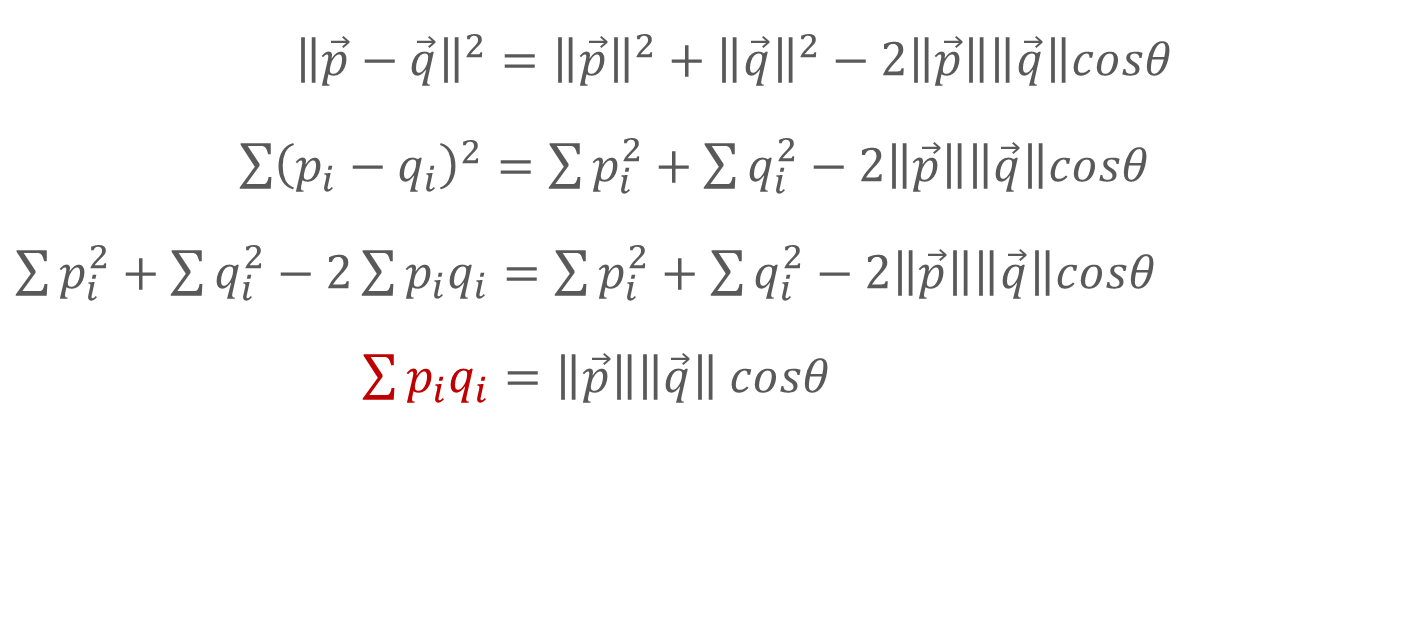 ‖p⃗ − q⃗‖² = ‖p⃗‖² + ‖q⃗‖² − 2‖p⃗‖‖q⃗‖cosθ
∑(pᵢ − qᵢ)² = ∑ pᵢ² + ∑ qᵢ² − 2‖p⃗‖‖q⃗‖cosθ
∑ pᵢ² + ∑ qᵢ² − 2 ∑ pᵢqᵢ = ∑ pᵢ² + ∑ qᵢ² − 2‖p⃗‖‖q⃗‖cosθ
∑ pᵢqᵢ = ‖p⃗‖‖q⃗‖ cosθ